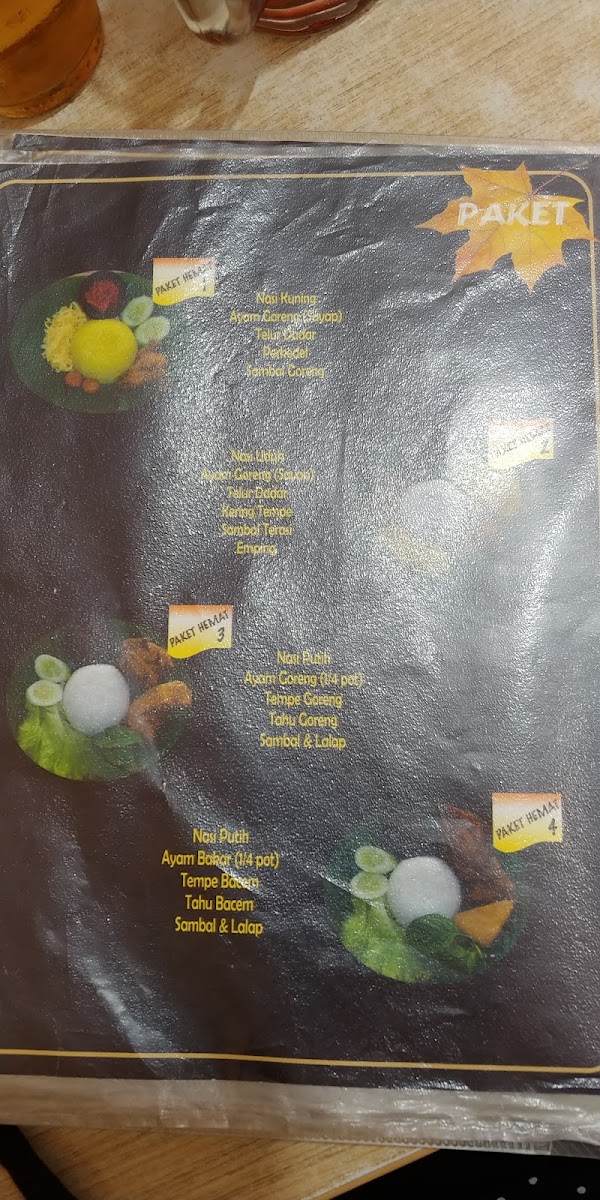 PAKET
PAKET HEMAT
1
Nasi Kuning
Ayam Goreng (Sayap)
Telur Dadar
Perkedel
Sambal Goreng
PAKET HEMAT
2
Nasi Uduk
Ayam Goreng (Sayap)
Telur Dadar
Kering Tempe
Sambal Terasi
Emping
PAKET HEMAT
3
Nasi Putih
Ayam Goreng (1/4 pot)
Tempe Goreng
Tahu Goreng
Sambal & Lalap
PAKET HEMAT
4
Nasi Putih
Ayam Bakar (1/4 pot)
Tempe Bacem
Tahu Bacem
Sambal & Lalap